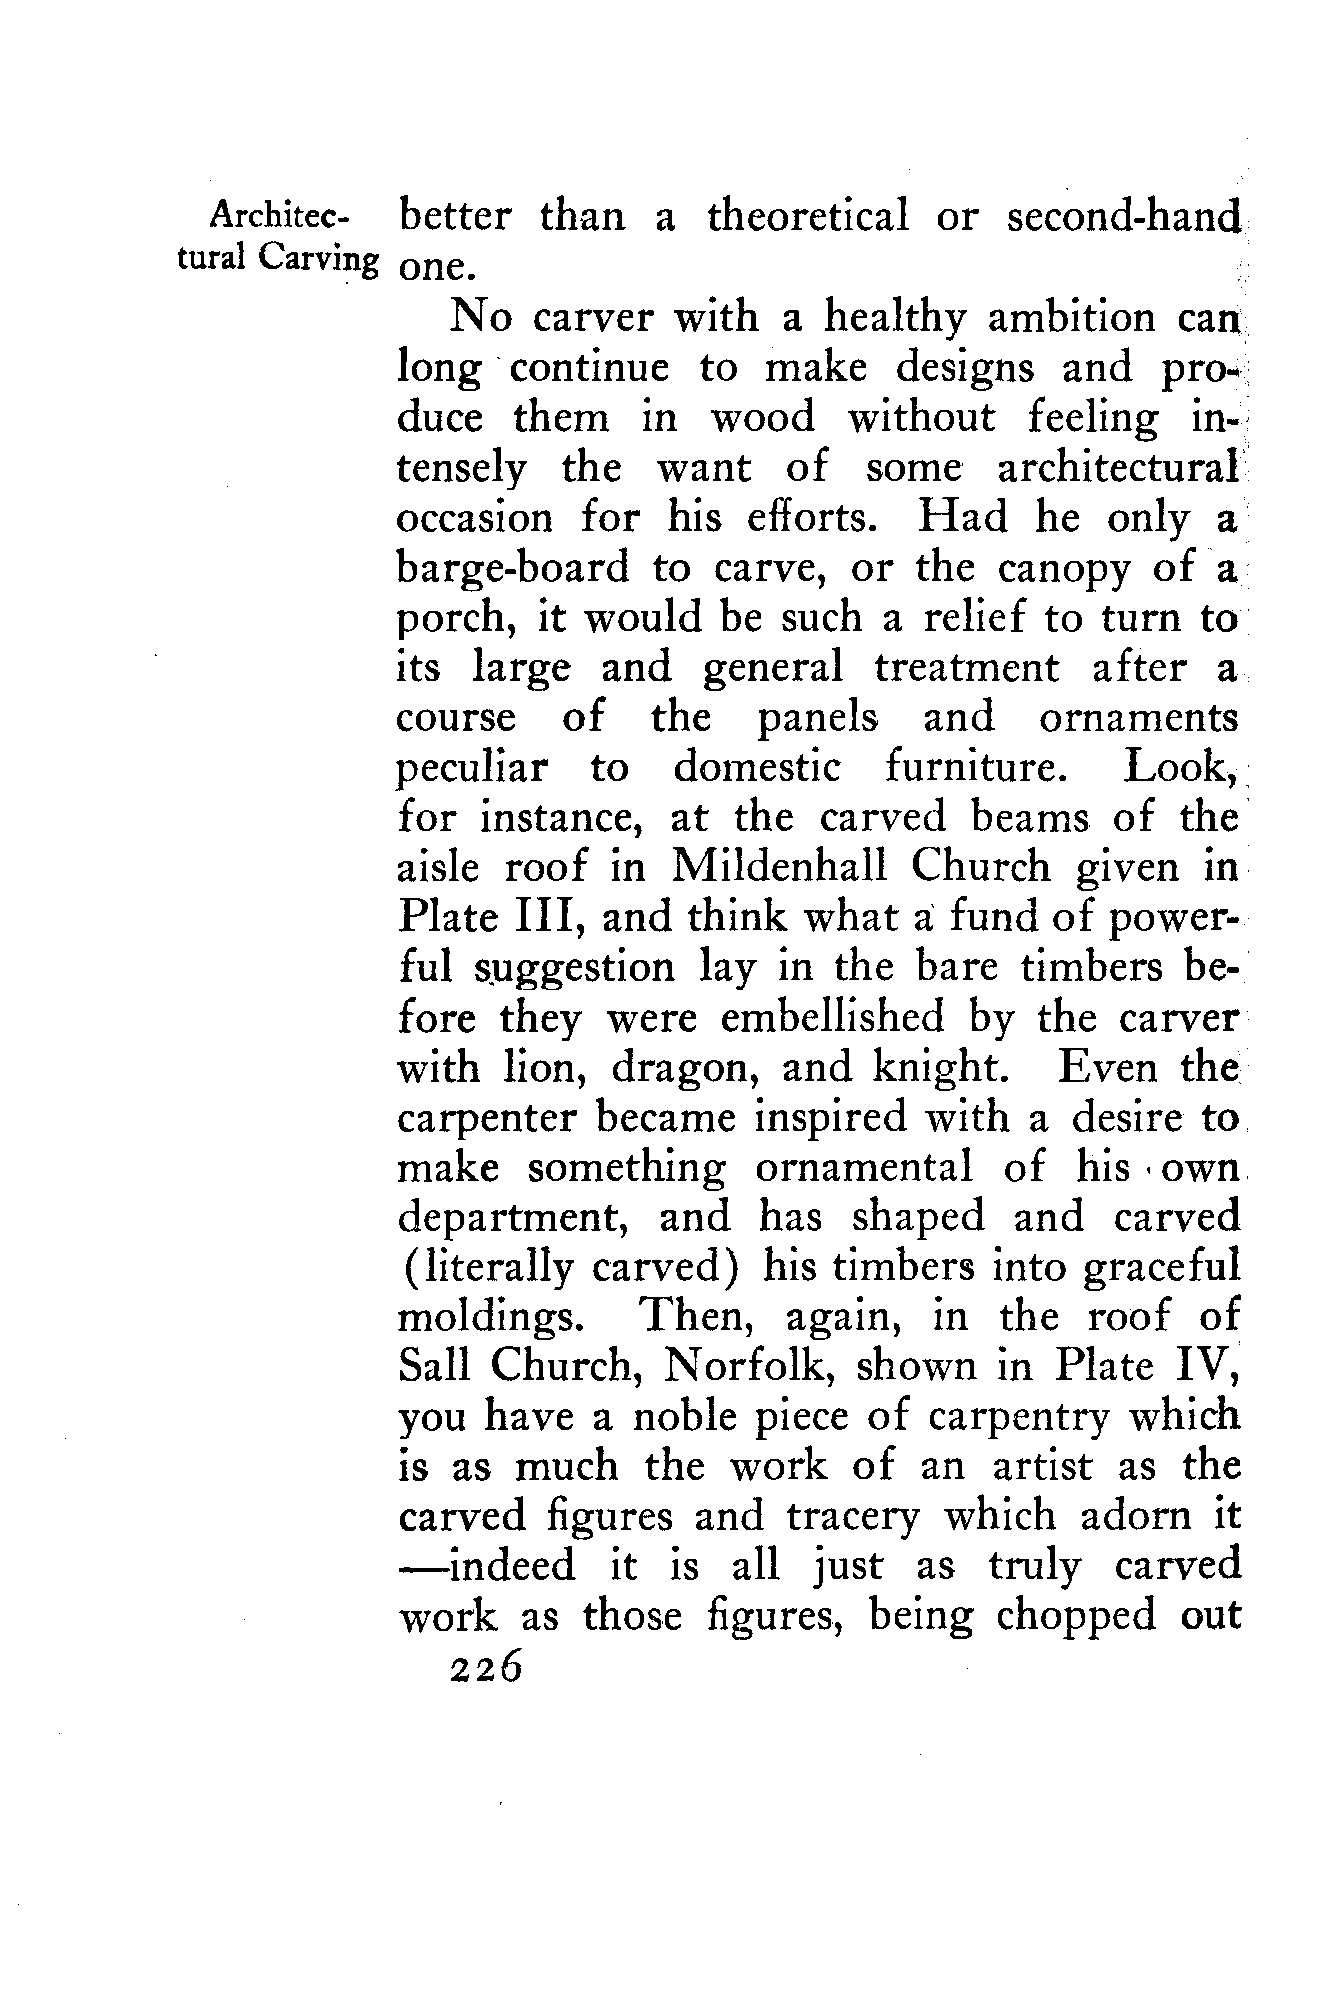 Architec-
tural Carving
better than a theoretical or second-hand
one.
No carver with a healthy ambition can
long continue to make designs and pro-
duce them in wood without feeling in-
tensely the want of some architectural
occasion for his efforts. Had he only a
barge-board to carve, or the canopy of a
porch, it would be such a relief to turn to
its large and general treatment after a
course of the panels and ornaments
peculiar to domestic furniture. Look,
for instance, at the carved beams of the
aisle roof in Mildenhall Church given in
Plate III, and think what a fund of power-
ful suggestion lay in the bare timbers be-
fore they were embellished by the carver
with lion, dragon, and knight. Even the
carpenter became inspired with a desire to
make something ornamental of his own
department, and has shaped and carved
(literally carved) his timbers into graceful
moldings. Then, again, in the roof of
Sall Church, Norfolk, shown in Plate IV,
you have a noble piece of carpentry which
is as much the work of an artist as the
carved figures and tracery which adorn it
—indeed it is all just as truly carved
work as those figures, being chopped out
226